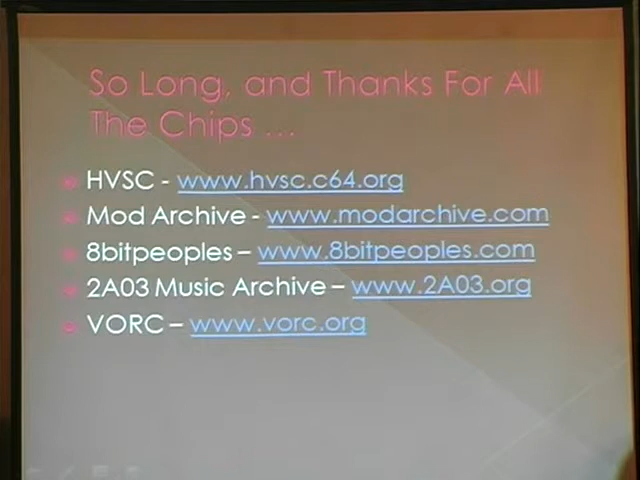 So Long, and Thanks For All
The Chips ...
HVSC - www.hvsc.c64.org
Mod Archive - www.modarchive.com
8bitpeoples – www.8bitpeoples.com
2A03 Music Archive – www.2A03.org
VORC – www.vorc.org